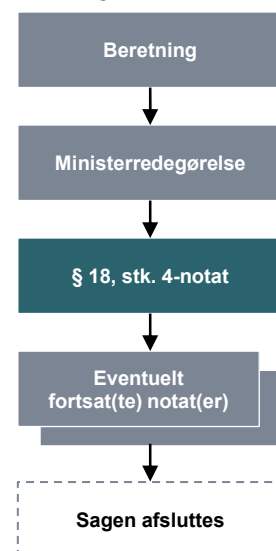 Beretning
Ministerredegørelse
§ 18, stk. 4-notat
Eventuelt
fortsat(te) notat(er)
Sagen afsluttes